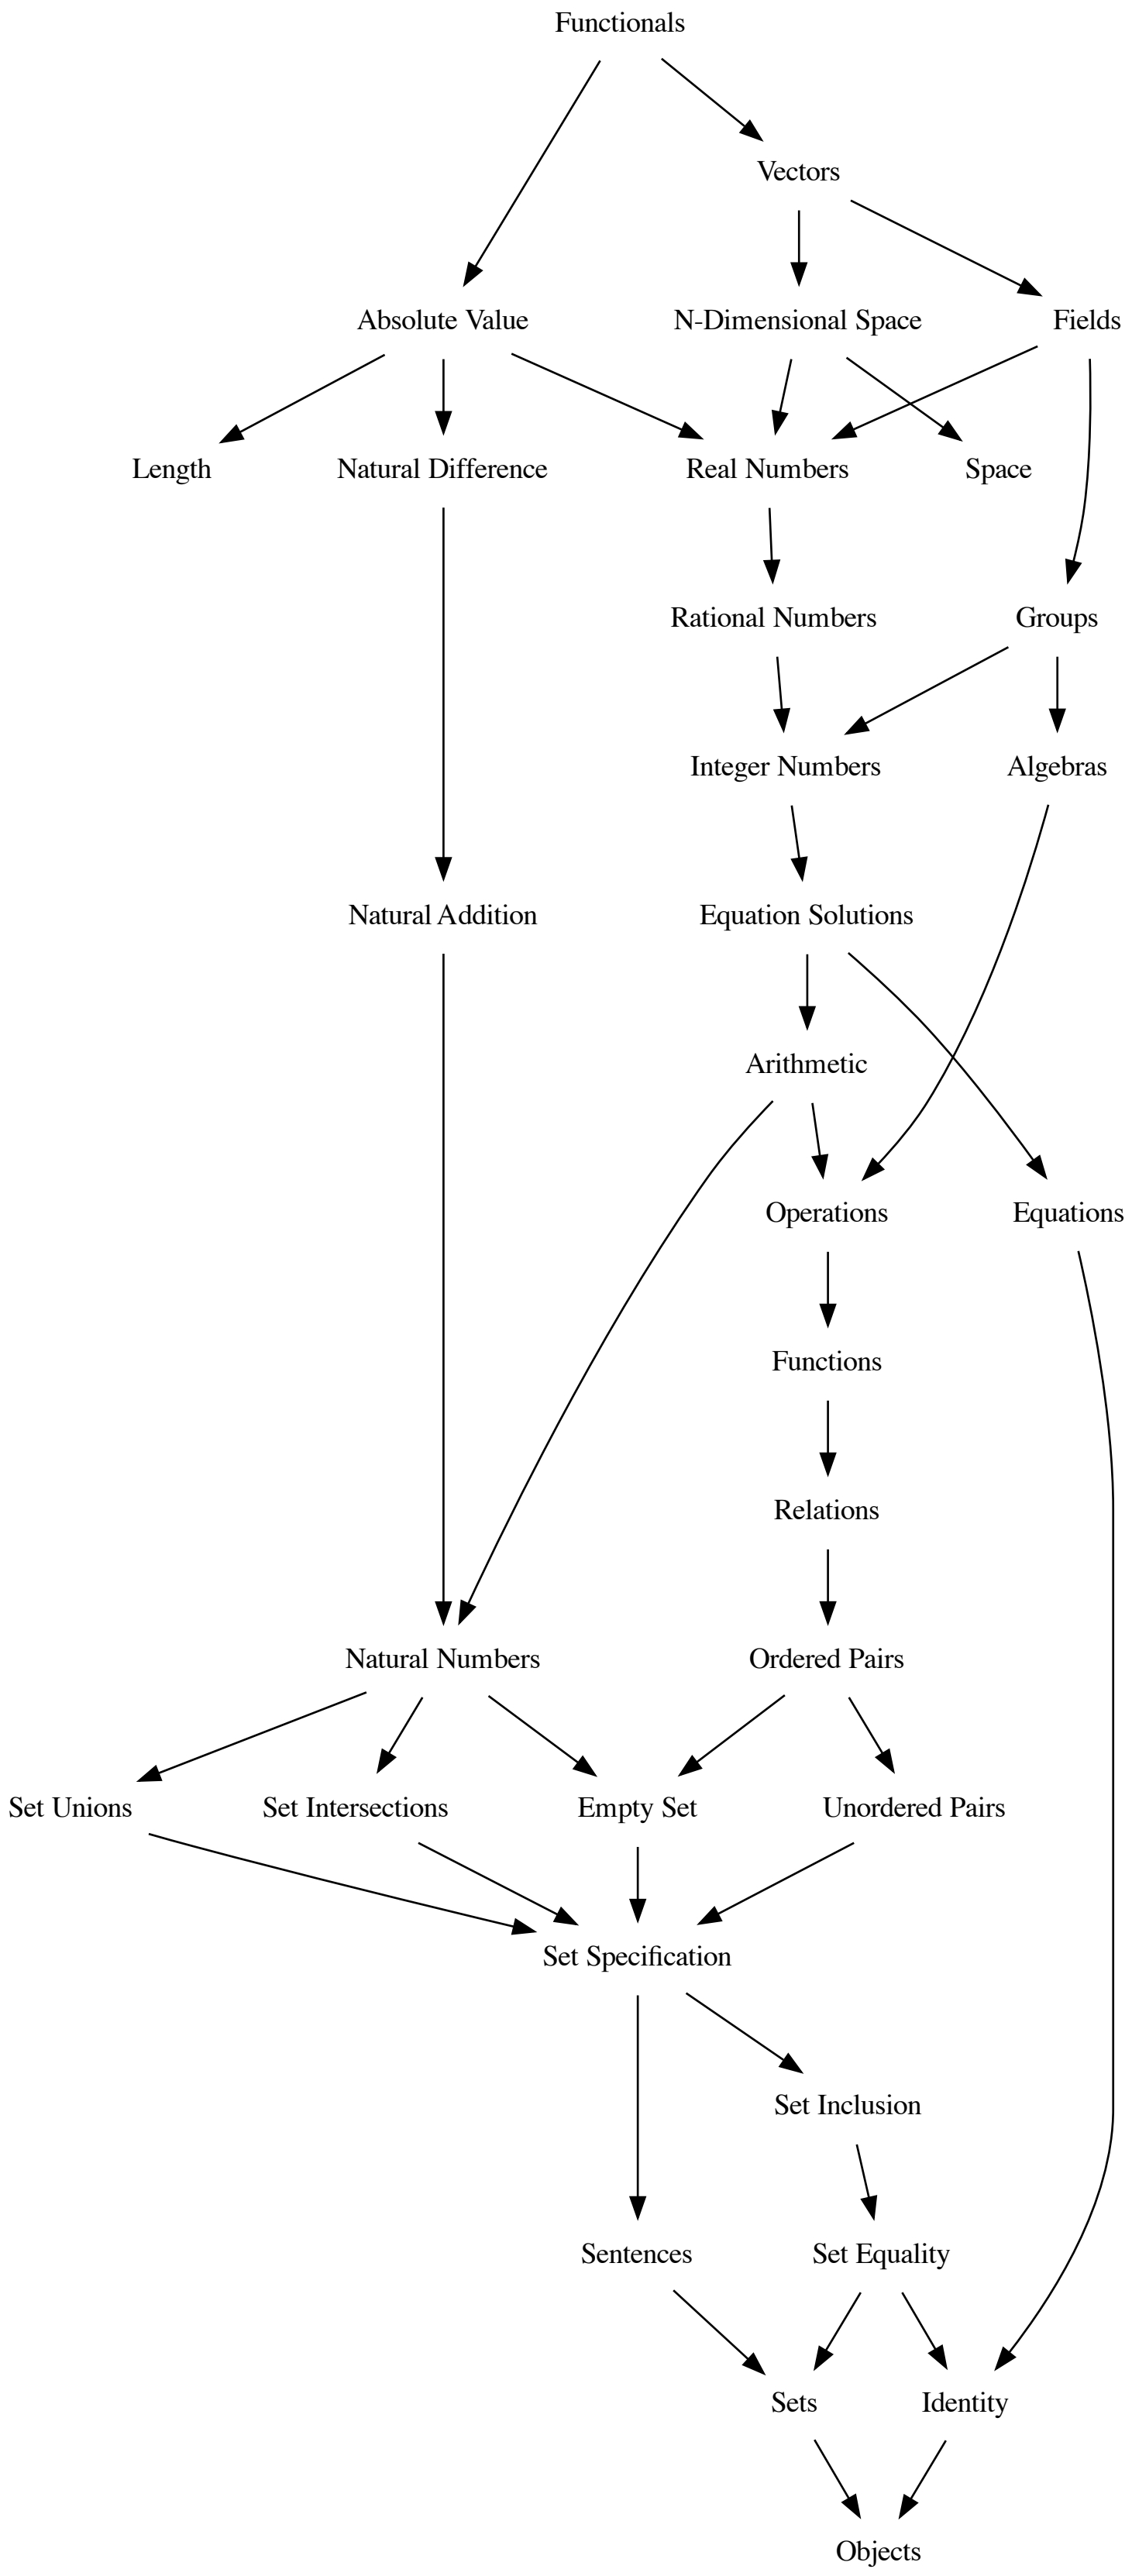 Functionals
Vectors
Absolute Value
N-Dimensional Space
Fields
Length
Natural Difference
Real Numbers
Space
Rational Numbers
Groups
Integer Numbers
Algebras
Natural Addition
Equation Solutions
Arithmetic
Operations
Equations
Functions
Relations
Natural Numbers
Ordered Pairs
Set Unions
Set Intersections
Empty Set
Unordered Pairs
Set Specification
Set Inclusion
Sentences
Set Equality
Sets
Identity
Objects